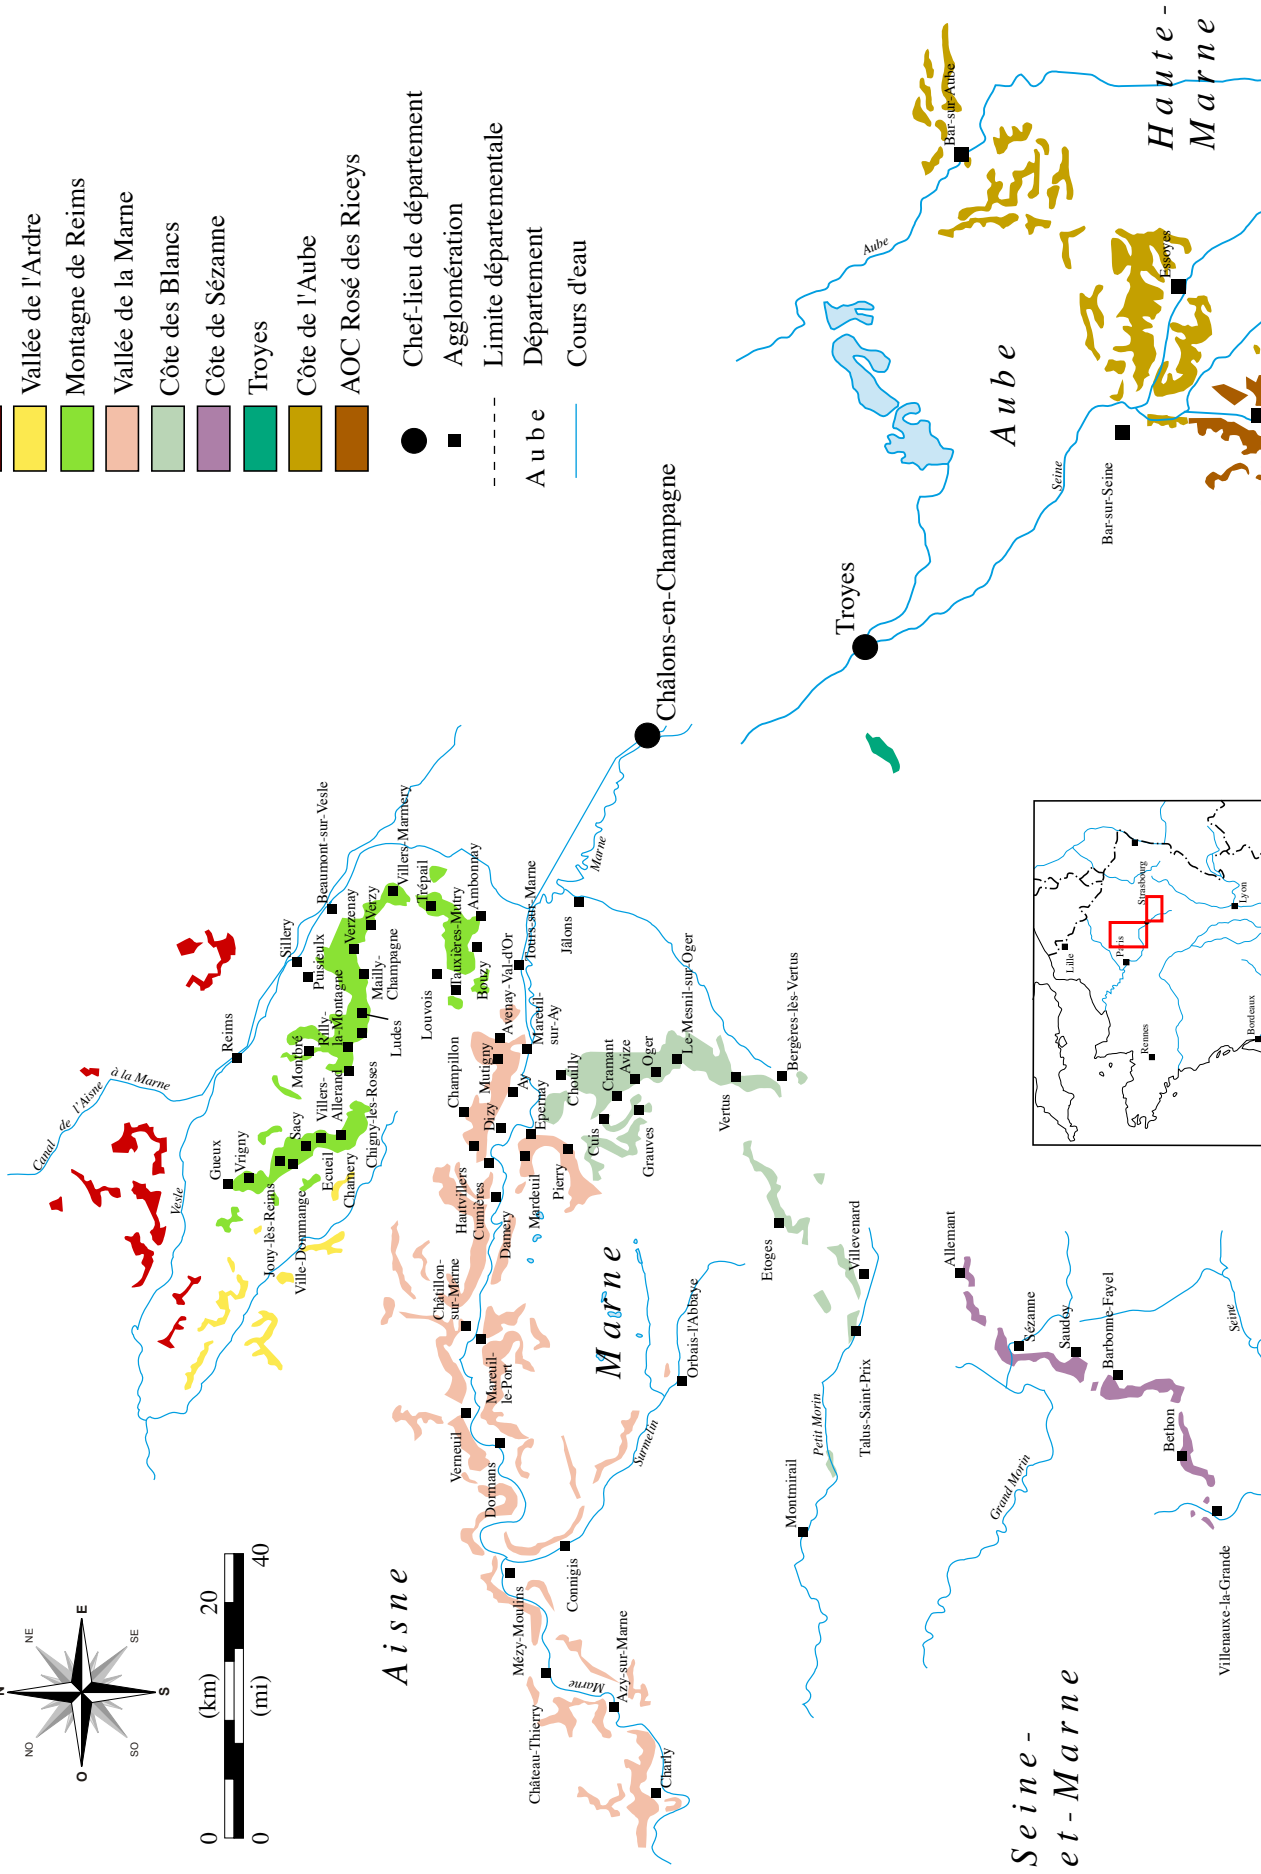 Vallée de l'Ardre
Montagne de Reims
Vallée de la Marne
Côte des Blancs
Côte de Sézanne
Troyes
Côte de l'Aube
AOC Rosé des Riceys
Chef-lieu de département
Agglomération
Limite départementale
Aube
Département
Cours d'eau
NE
E
SE
S
SO
O
NO
0
20
(km)
0
(mi)
40
Aisne
Marne
Aube
Haute-
Marne
Seine-
et-Marne
Canal de l'Aisne à la Marne
Vesle
Reims
Sillery
Puisieulx
Beaumont-sur-Vesle
Verzenay
Verzy
Villers-Marmery
Trépail
Mailly-
Champagne
Rilly-
la-Montagne
Montbré
Ludes
Louvois
Tauxières-Mutry
Bouzy
Ambonnay
Gueux
Vrigny
Jouy-lès-Reims
Ville-Dommange
Sacy
Ecueil
Villers-
Allerand
Chamery
Chigny-les-Roses
Champillon
Mutigny
Avenay-Val-d'Or
Tours-sur-Marne
Mareuil-
sur-Ay
Dizy
Ay
Epernay
Hautvillers
Cumières
Damery
Mardeuil
Pierry
Chouilly
Cuis
Cramant
Avize
Oger
Grauves
Le-Mesnil-sur-Oger
Vertus
Bergères-lès-Vertus
Jâlons
Marne
Châlons-en-Champagne
Châtillon-
sur-Marne
Mareuil-
le-Port
Verneuil
Dormans
Orbais-l'Abbaye
Surmelin
Connigis
Mézy-Moulins
Château-Thierry
Marne
Azy-sur-Marne
Charly
Etoges
Villevenard
Talus-Saint-Prix
Petit Morin
Montmirail
Allemant
Sézanne
Saudoy
Barbonne-Fayel
Bethon
Villenauxe-la-Grande
Grand Morin
Seine
Troyes
Seine
Bar-sur-Seine
Aube
Bar-sur-Aube
Essoyes
Lille
Paris
Strasbourg
Rennes
Lyon
Bordeaux